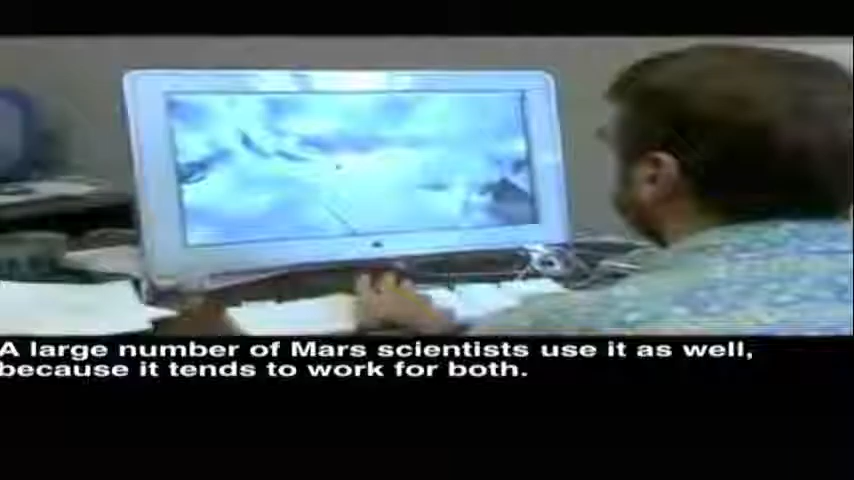 A large number of Mars scientists use it as well,
because it tends to work for both.